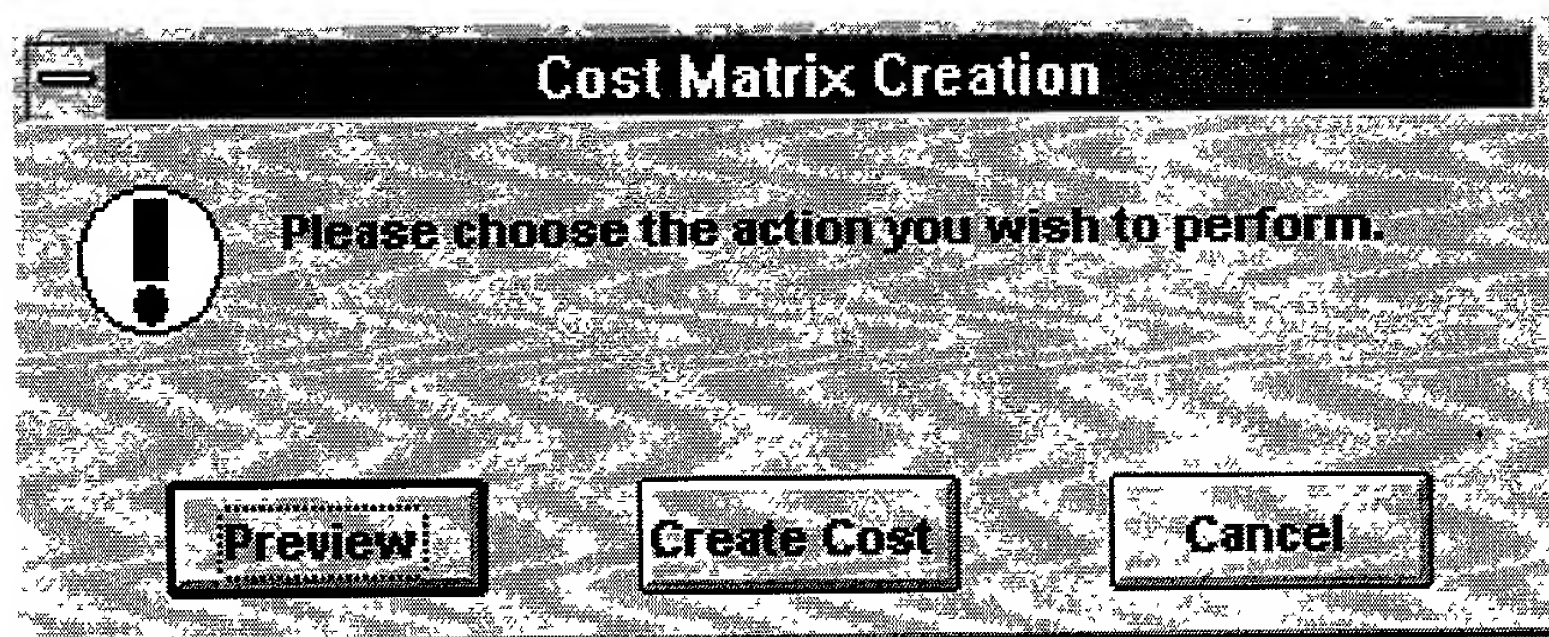 Cost Matrix Creation
Please choose the action you wish to perform.
Preview
Create Cost
Cancel